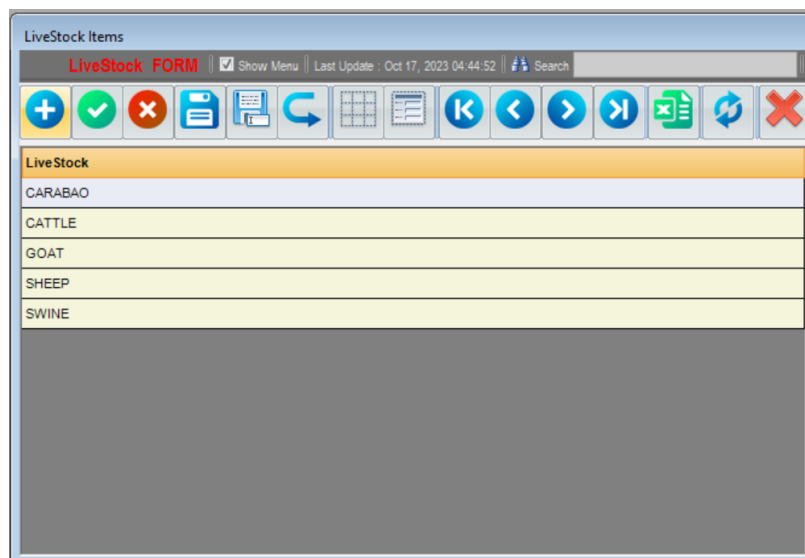 LiveStock Items
LiveStock FORM Show Menu Last Update : Oct 17, 2023 04:44:52 Search
LiveStock
CARABAO
CATTLE
GOAT
SHEEP
SWINE